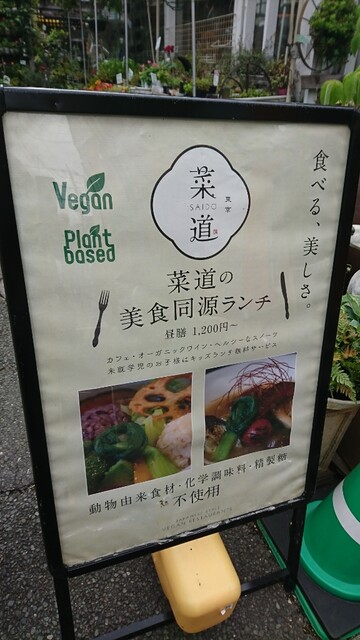 食べる、美しさ。
Vegan
Plant
based
菜
SAIDO
東京
道
菜道の
美食同源ランチ
昼膳 1,200円~
カフェ・オーガニックワイン・ヘルシーなスイーツ
未就学児のお子様はキッズランチ無料サービス
動物由来食材・化学調味料・精製糖
不使用
VEGAN RESTAURANTS